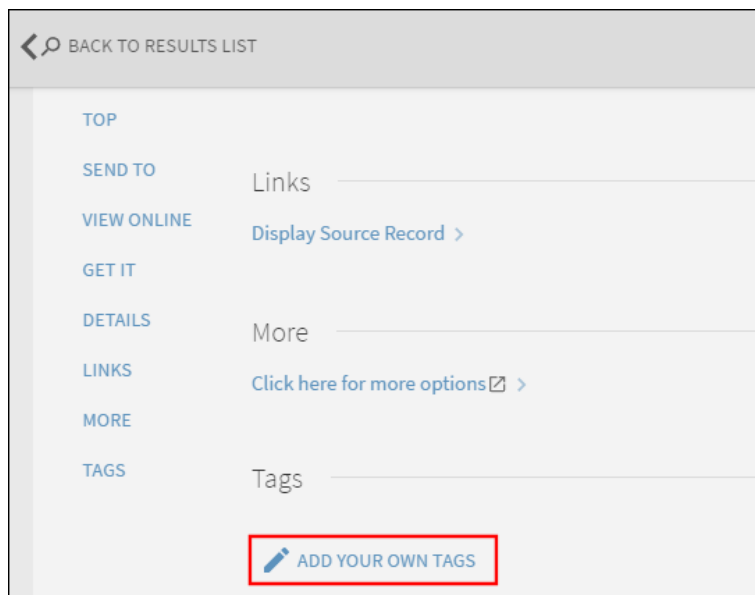 BACK TO RESULTS LIST
TOP
SEND TO
VIEW ONLINE
GET IT
DETAILS
LINKS
MORE
TAGS
Links
Display Source Record
More
Click here for more options
Tags
ADD YOUR OWN TAGS